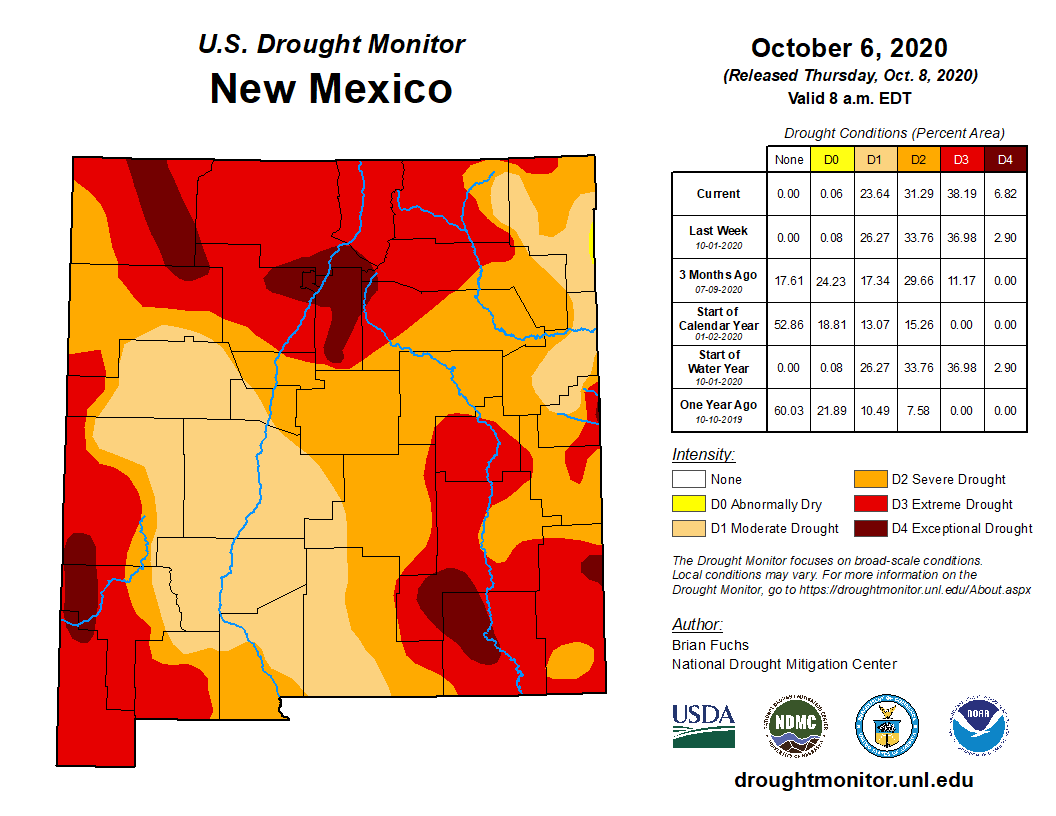 U.S. Drought Monitor
New Mexico
October 6, 2020
(Released Thursday, Oct. 8, 2020)
Valid 8 a.m. EDT
Drought Conditions (Percent Area)
None D0 D1 D2 D3 D4
Current 0.00 0.06 23.64 31.29 38.19 6.82
Last Week
10-01-2020 0.00 0.08 26.27 33.76 36.98 2.90
3 Months Ago
07-09-2020 17.61 24.23 17.34 29.66 11.17 0.00
Start of
Calendar Year
01-02-2020 52.86 18.81 13.07 15.26 0.00 0.00
Start of
Water Year
10-01-2020 0.00 0.08 26.27 33.76 36.98 2.90
One Year Ago
10-10-2019 60.03 21.89 10.49 7.58 0.00 0.00
Intensity:
None
D0 Abnormally Dry
D1 Moderate Drought
D2 Severe Drought
D3 Extreme Drought
D4 Exceptional Drought
The Drought Monitor focuses on broad-scale conditions.
Local conditions may vary. For more information on the
Drought Monitor, go to https://droughtmonitor.unl.edu/About.aspx
Author:
Brian Fuchs
National Drought Mitigation Center
USDA
NDMC
NOAA
droughtmonitor.unl.edu